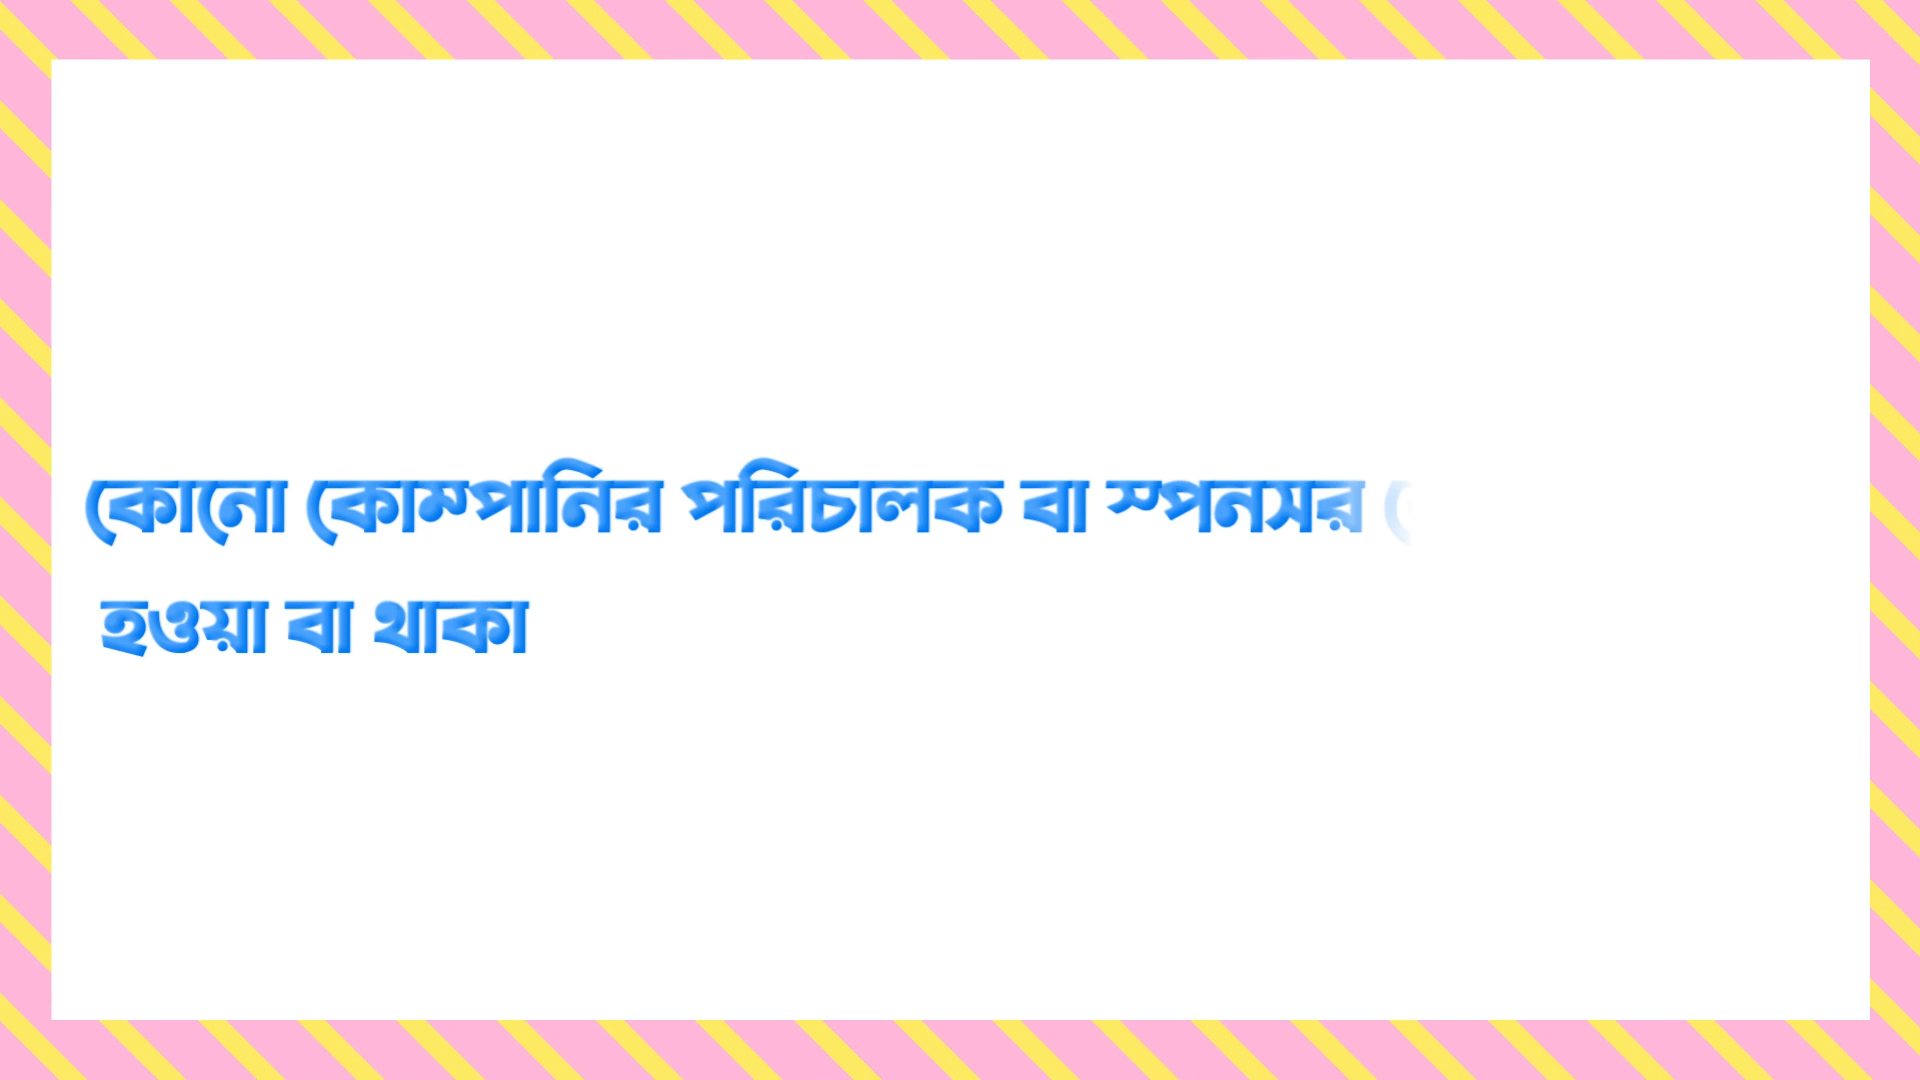 কোনো কোম্পানির পরিচালক বা স্পনসর
হওয়া বা থাকা